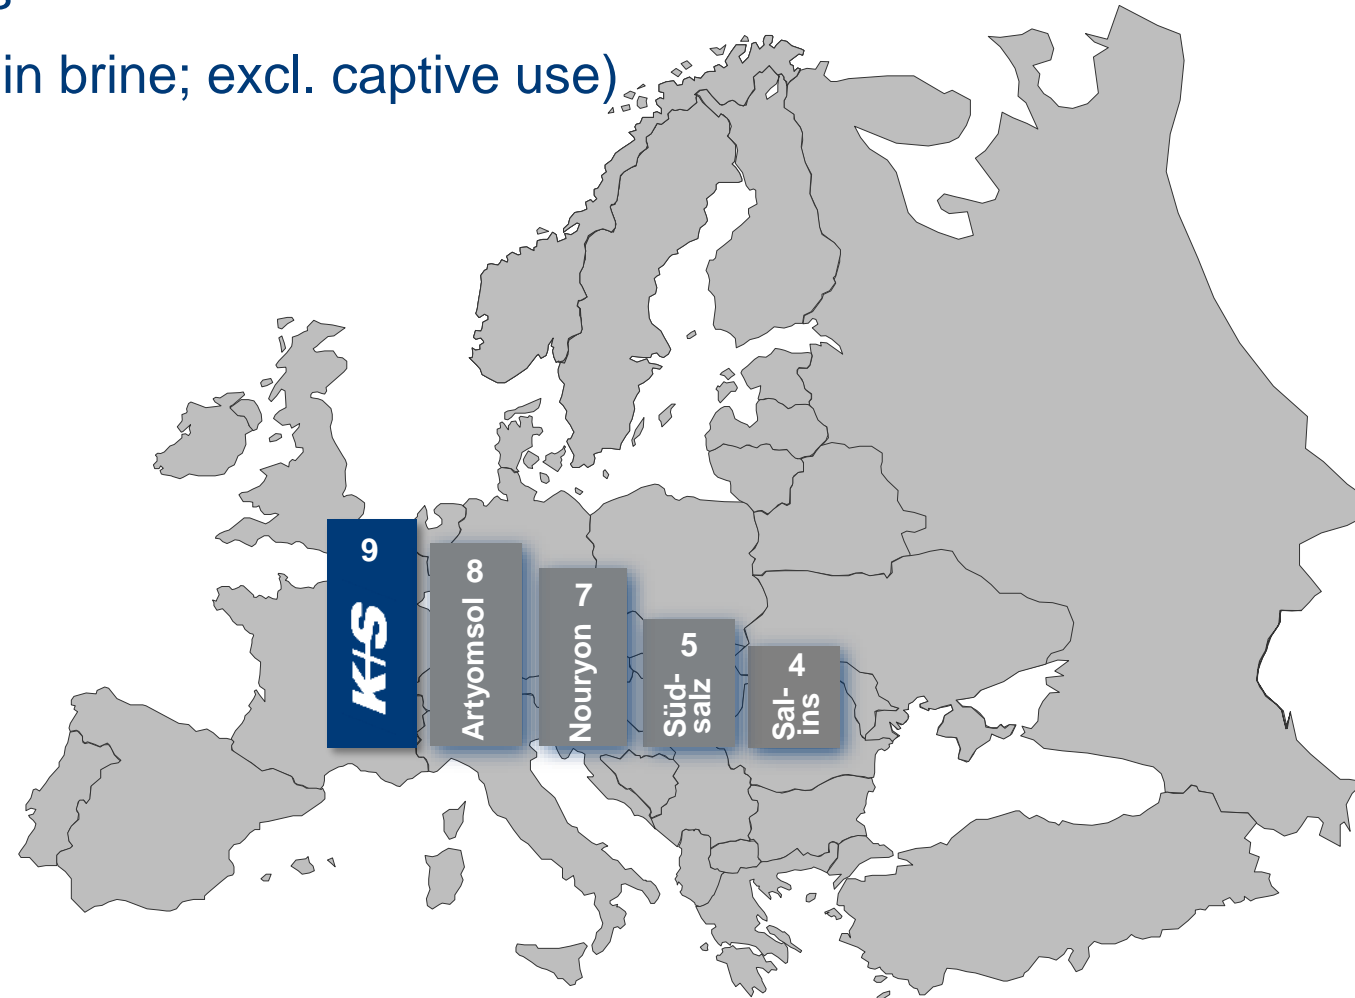 s
in brine; excl. captive use)
9
K+S
8
Artyomsol
7
Nouryon
5
Süd-
salz
4
Sal-
ins